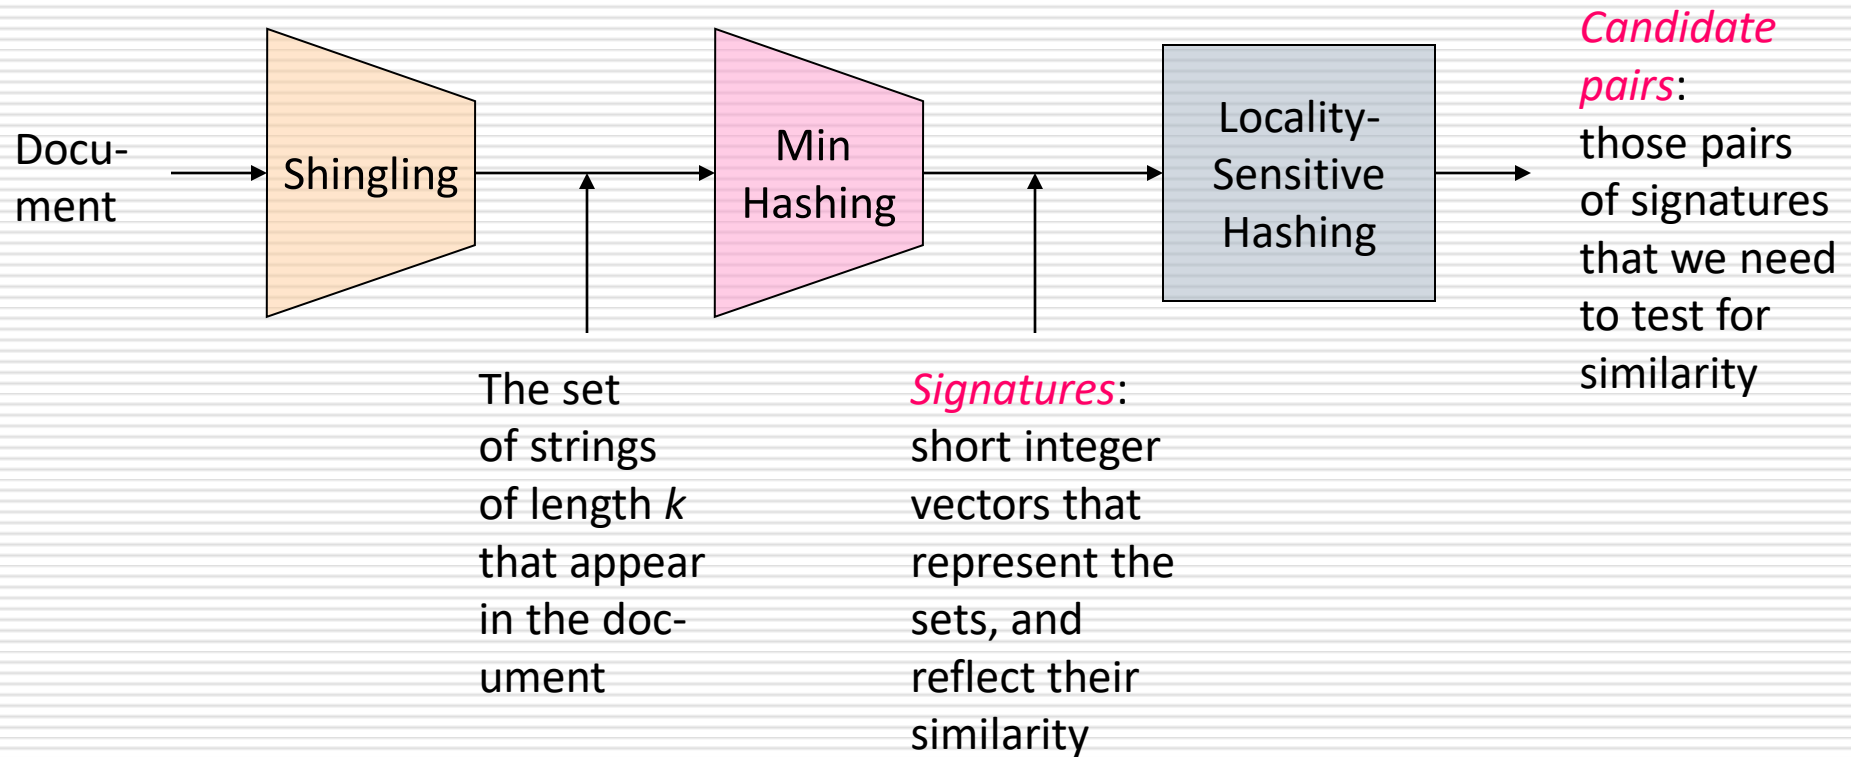 Docu-
ment
Shingling
The set
of strings
of length k
that appear
in the doc-
ument
Min
Hashing
Signatures:
short integer
vectors that
represent the
sets, and
reflect their
similarity
Locality-
Sensitive
Hashing
Candidate
pairs:
those pairs
of signatures
that we need
to test for
similarity